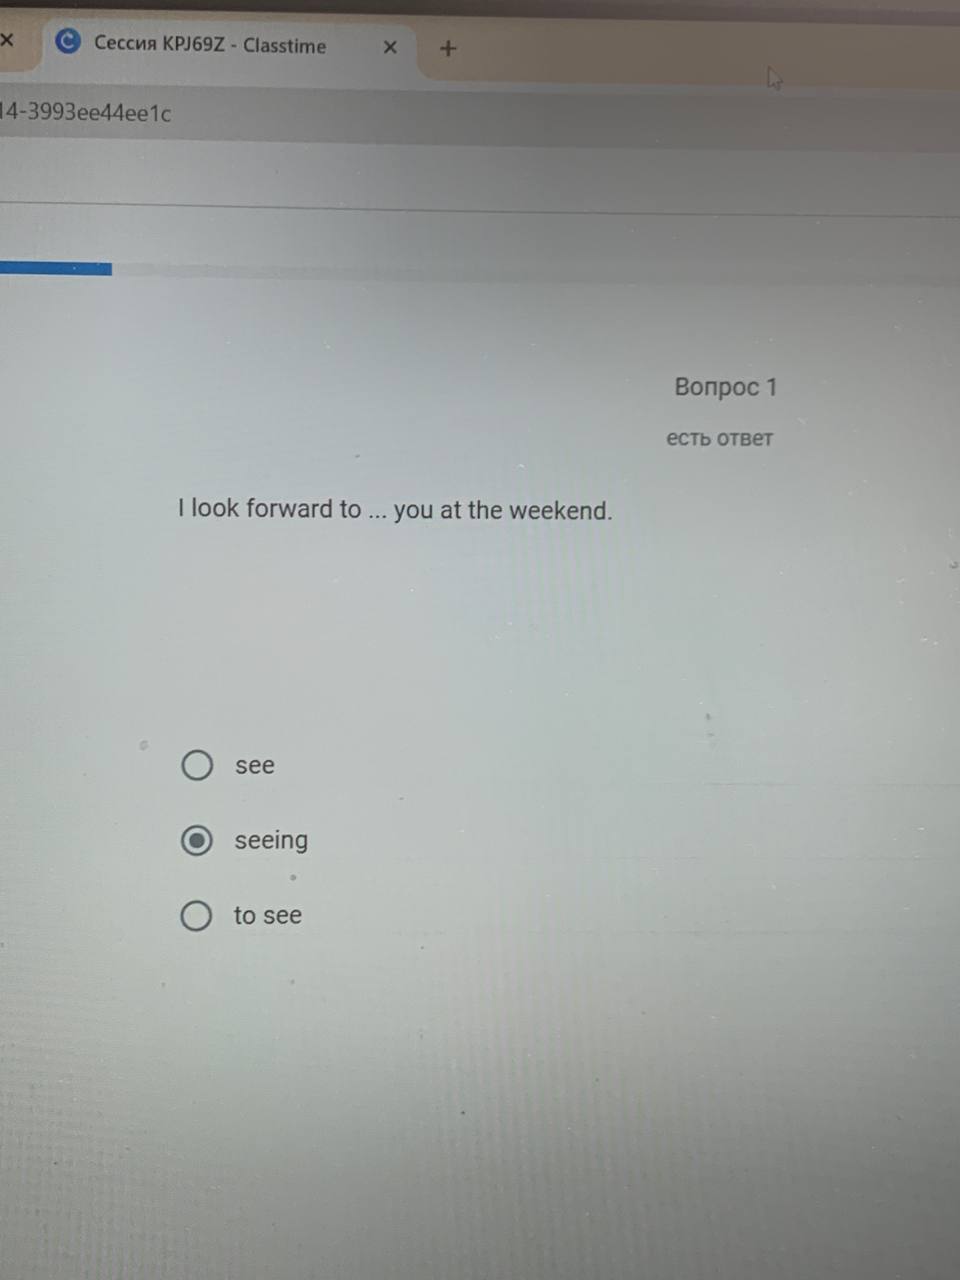 Сессия KPJ69Z - Classtime
14-3993ee44ee1c
Вопрос 1
есть ответ
I look forward to ... you at the weekend.
see
seeing
to see